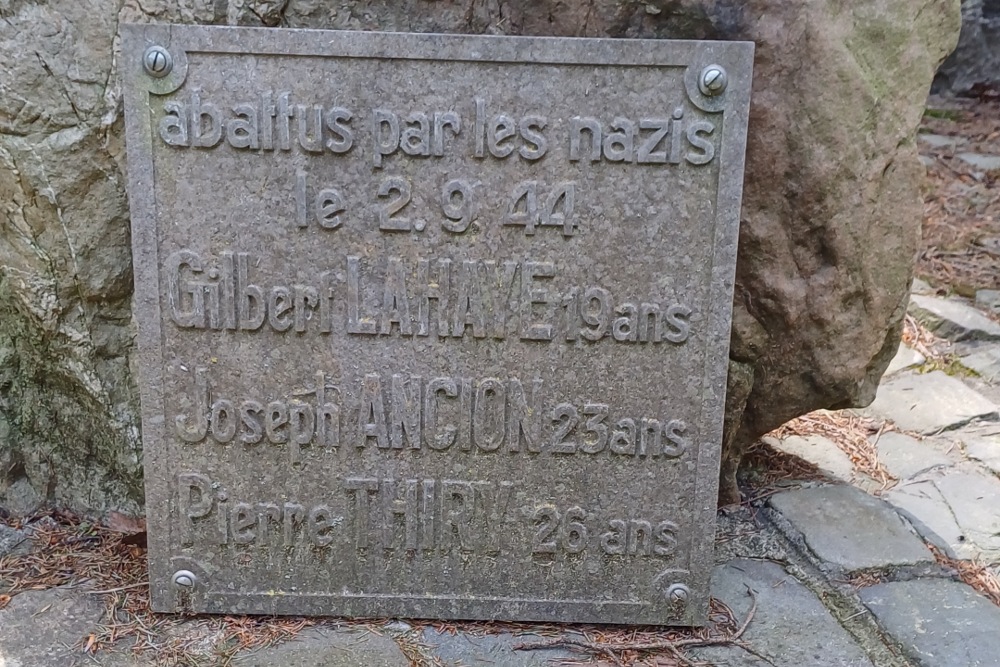 abattus par les nazis
le 2.9.44
Gilbert LAHAYE 19 ans
Joseph ANCION 23 ans
Pierre THIRY 26 ans